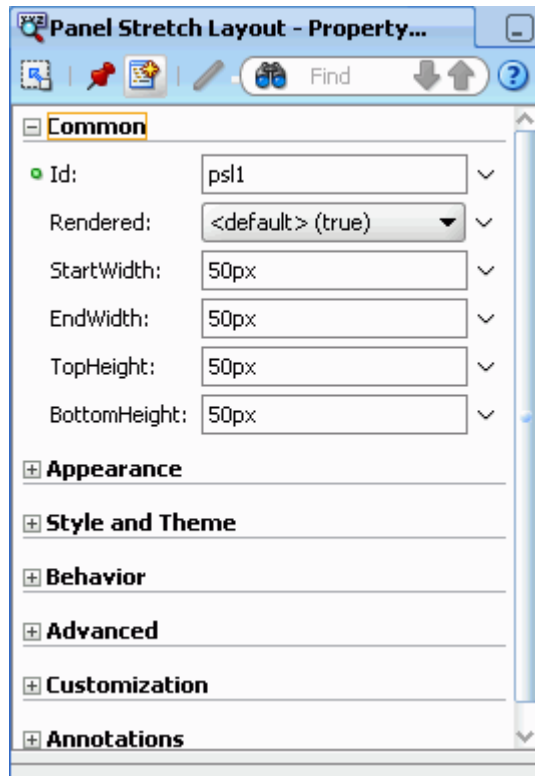 Panel Stretch Layout - Property...
Find
Common
Id: psl1
Rendered: <default> (true)
StartWidth: 50px
EndWidth: 50px
TopHeight: 50px
BottomHeight: 50px
Appearance
Style and Theme
Behavior
Advanced
Customization
Annotations